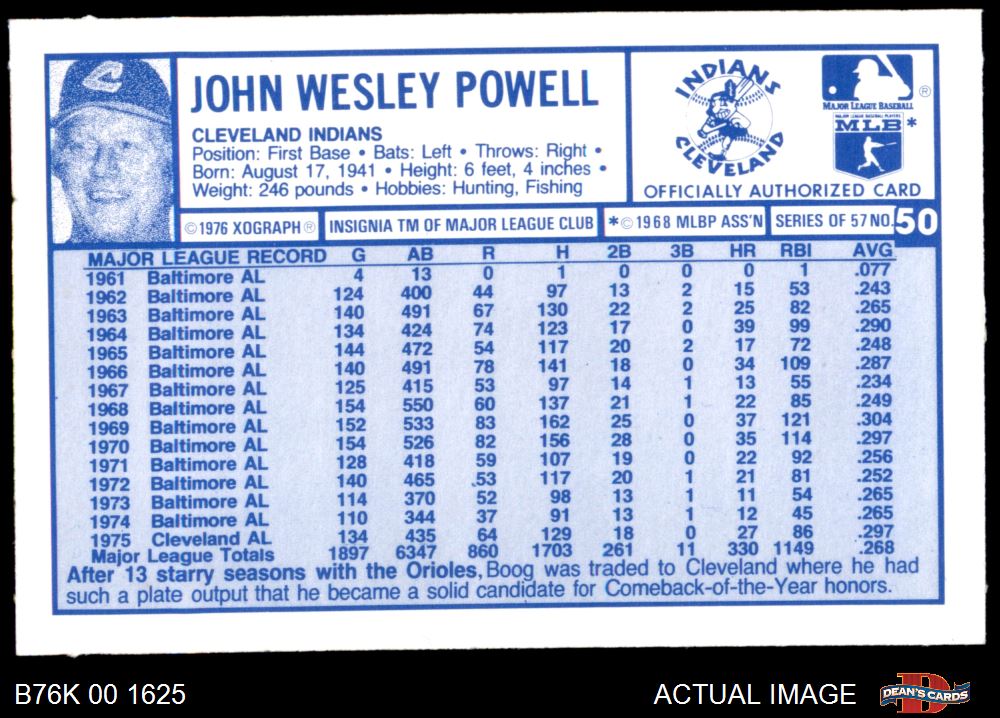 JOHN WESLEY POWELL
CLEVELAND INDIANS
Position: First Base • Bats: Left • Throws: Right •
Born: August 17, 1941 • Height: 6 feet, 4 inches •
Weight: 246 pounds • Hobbies: Hunting, Fishing
INDIANS
CLEVELAND
MAJOR LEAGUE BASEBALL ®
MAJOR LEAGUE BASEBALL PLAYERS
MLB *
OFFICIALLY AUTHORIZED CARD
© 1976 XOGRAPH ® INSIGNIA TM OF MAJOR LEAGUE CLUB * © 1968 MLBP ASS'N SERIES OF 57 NO. 50
MAJOR LEAGUE RECORD G AB R H 2B 3B HR RBI AVG
1961 Baltimore AL 4 13 0 1 0 0 0 1 .077
1962 Baltimore AL 124 400 44 97 13 2 15 53 .243
1963 Baltimore AL 140 491 67 130 22 2 25 82 .265
1964 Baltimore AL 134 424 74 123 17 0 39 99 .290
1965 Baltimore AL 144 472 54 117 20 2 17 72 .248
1966 Baltimore AL 140 491 78 141 18 0 34 109 .287
1967 Baltimore AL 125 415 53 97 14 1 13 55 .234
1968 Baltimore AL 154 550 60 137 21 1 22 85 .249
1969 Baltimore AL 152 533 83 162 25 0 37 121 .304
1970 Baltimore AL 154 526 82 156 28 0 35 114 .297
1971 Baltimore AL 128 418 59 107 19 0 22 92 .256
1972 Baltimore AL 140 465 53 117 20 1 21 81 .252
1973 Baltimore AL 114 370 52 98 13 1 11 54 .265
1974 Baltimore AL 110 344 37 91 13 1 12 45 .265
1975 Cleveland AL 134 435 64 129 18 0 27 86 .297
Major League Totals 1897 6347 860 1703 261 11 330 1149 .268
After 13 starry seasons with the Orioles, Boog was traded to Cleveland where he had
such a plate output that he became a solid candidate for Comeback-of-the-Year honors.
B76K 00 1625 ACTUAL IMAGE DEAN'S CARDS